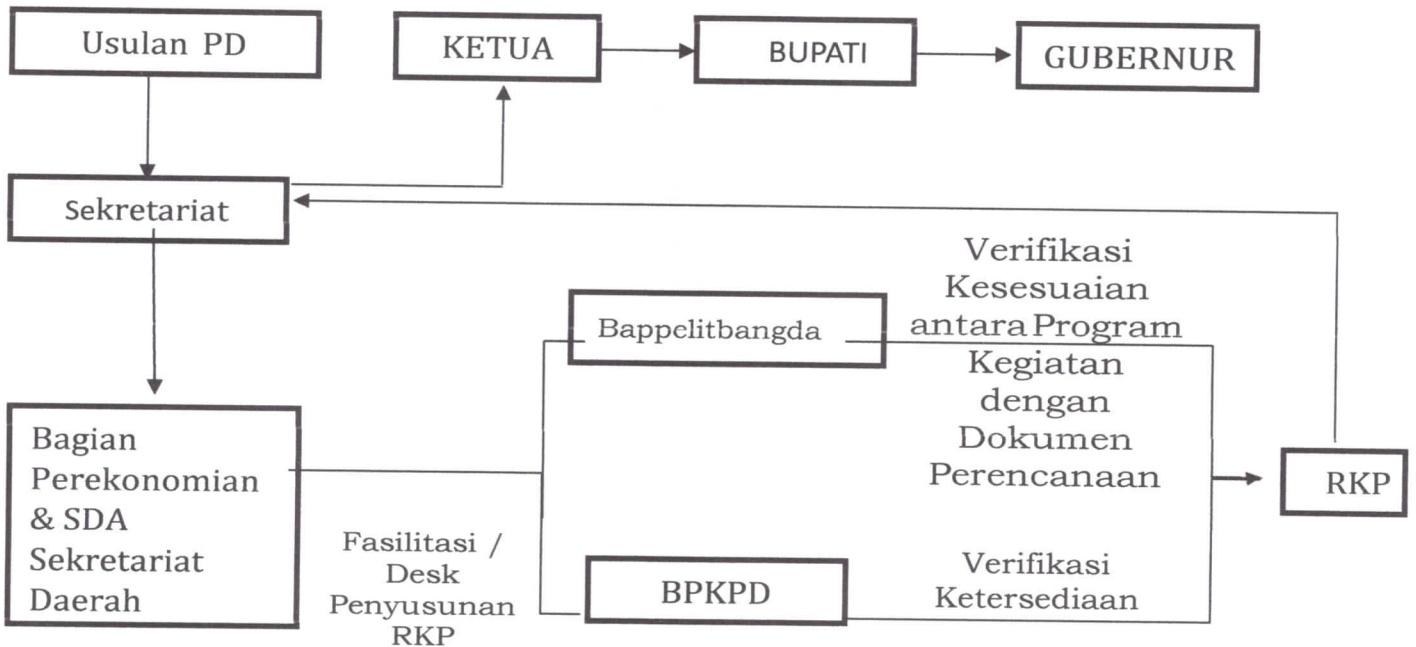 Usulan PD
KETUA
BUPATI
GUBERNUR
Sekretariat
Bagian
Perekonomian
& SDA
Sekretariat
Daerah
Fasilitasi /
Desk
Penyusunan
RKP
Bappelitbangda
Verifikasi
Kesesuaian
antara Program
Kegiatan
dengan
Dokumen
Perencanaan
BPKPD
Verifikasi
Ketersediaan
RKP